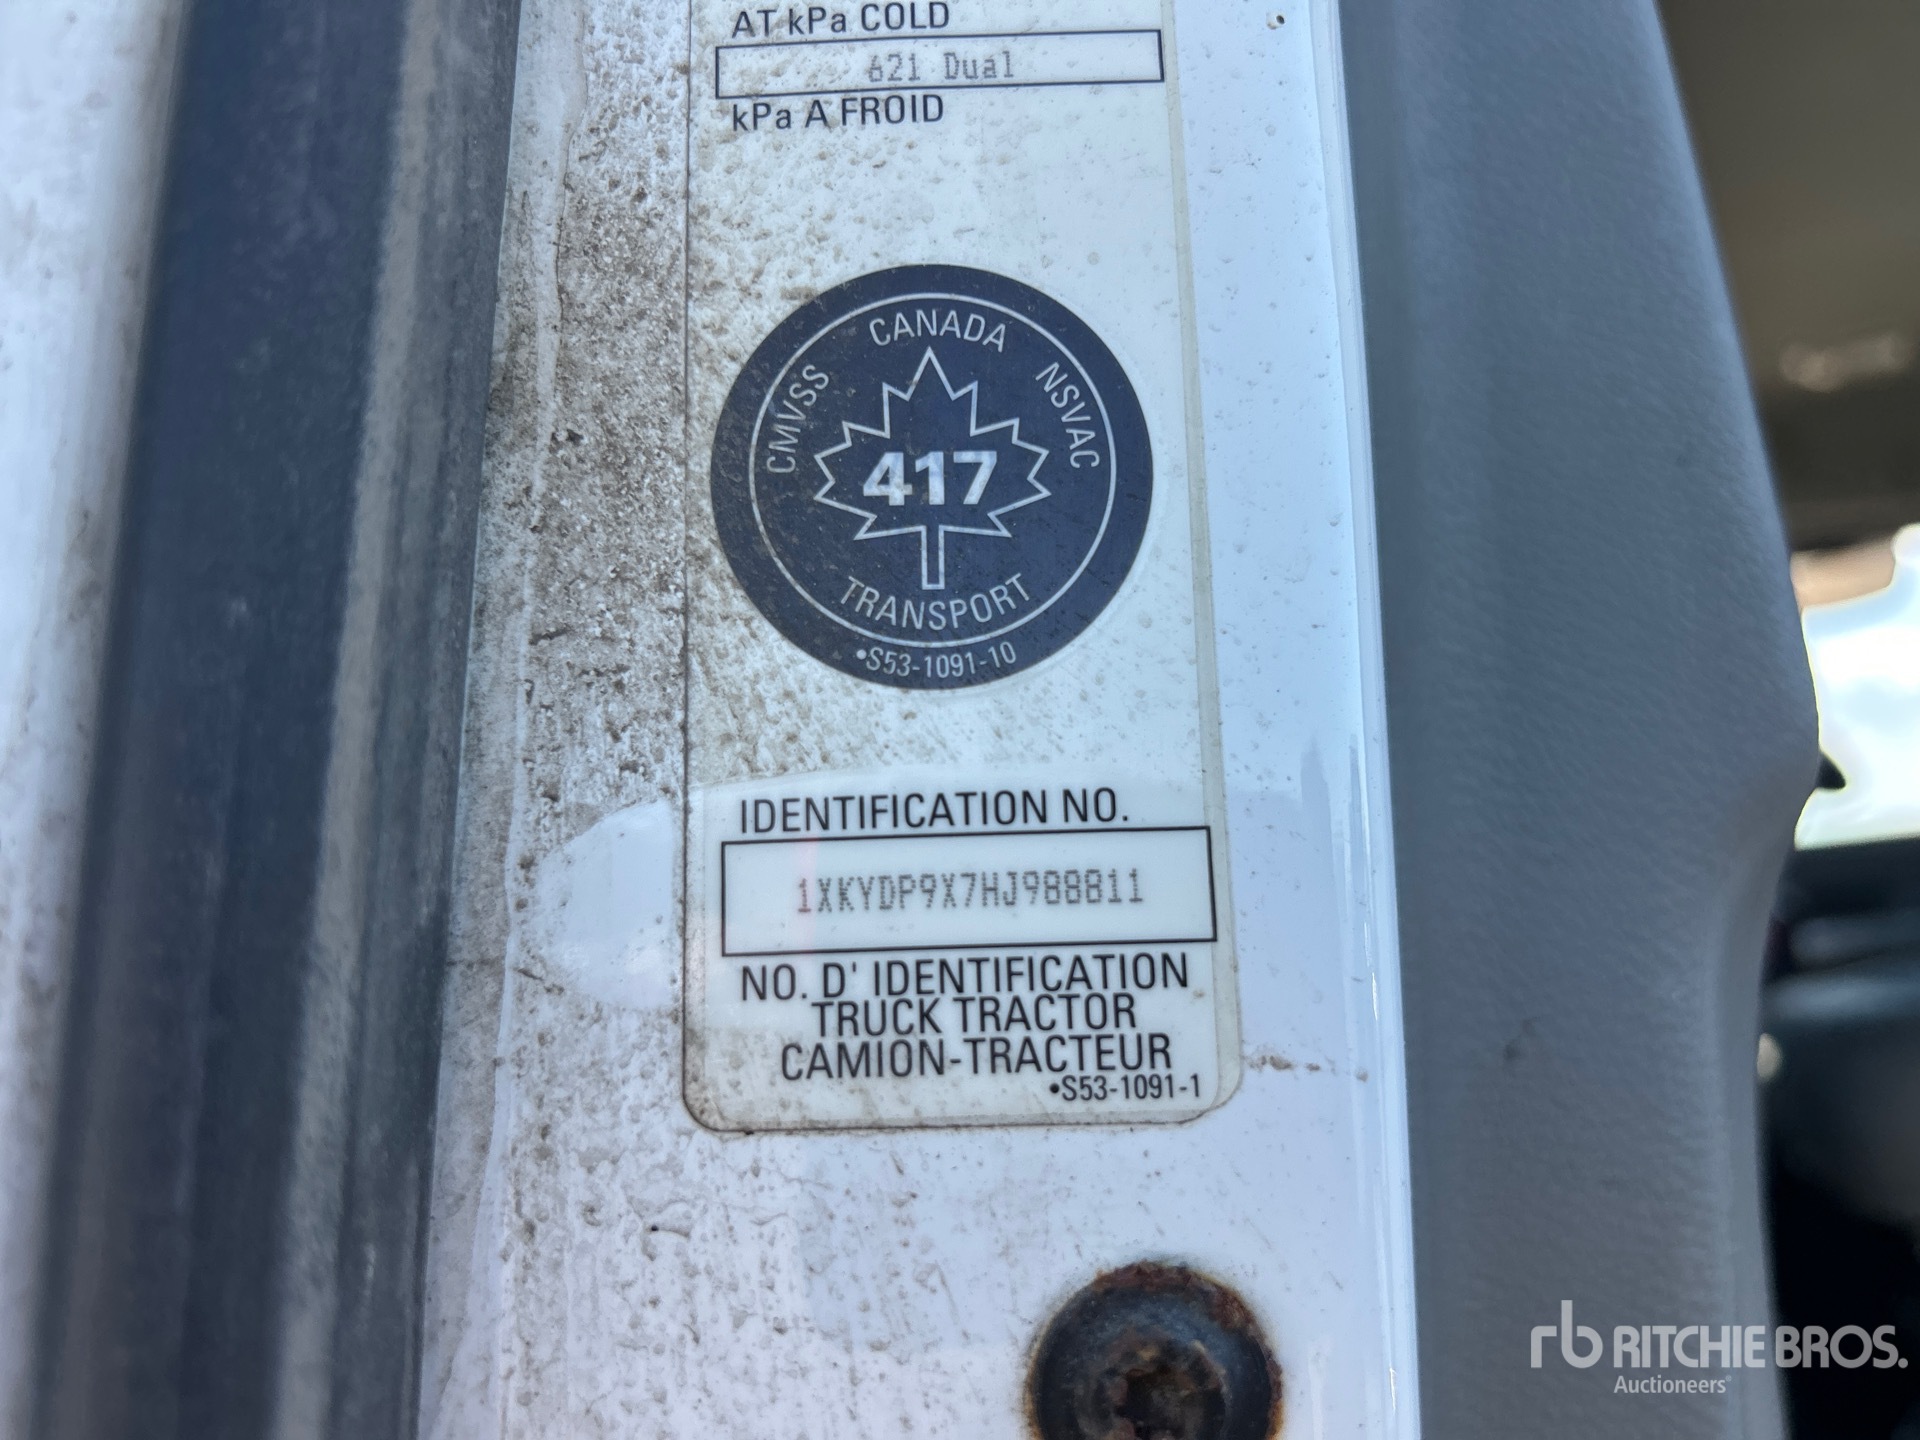 AT kPa COLD
621 Dual
kPa A FROID
CANADA
CMVSS
NSVAC
417
TRANSPORT
•S53-1091-10
IDENTIFICATION NO.
1XKYDP9X7HJ988811
NO. D' IDENTIFICATION
TRUCK TRACTOR
CAMION-TRACTEUR
•S53-1091-1
rb RITCHIE BROS.
Auctioneers